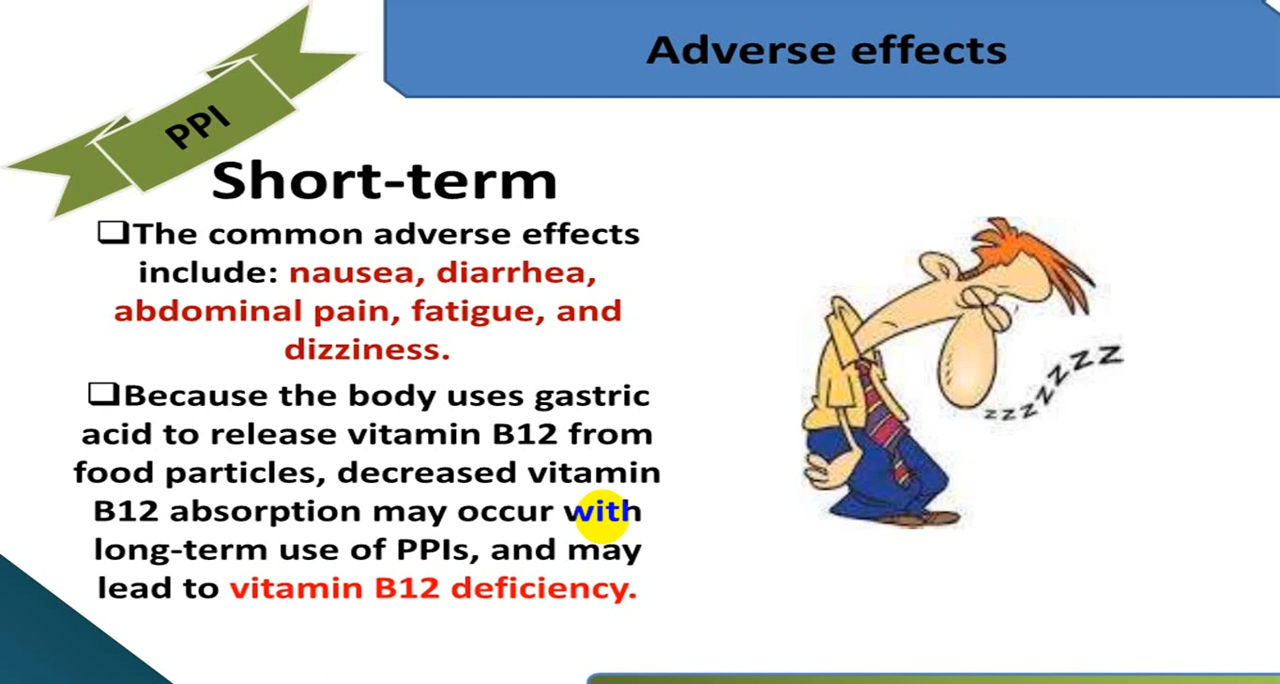 Adverse effects
PPI
Short-term
❑The common adverse effects
include: nausea, diarrhea,
abdominal pain, fatigue, and
dizziness.
❑Because the body uses gastric
acid to release vitamin B12 from
food particles, decreased vitamin
B12 absorption may occur with
long-term use of PPIs, and may
lead to vitamin B12 deficiency.
zzzzzzzz